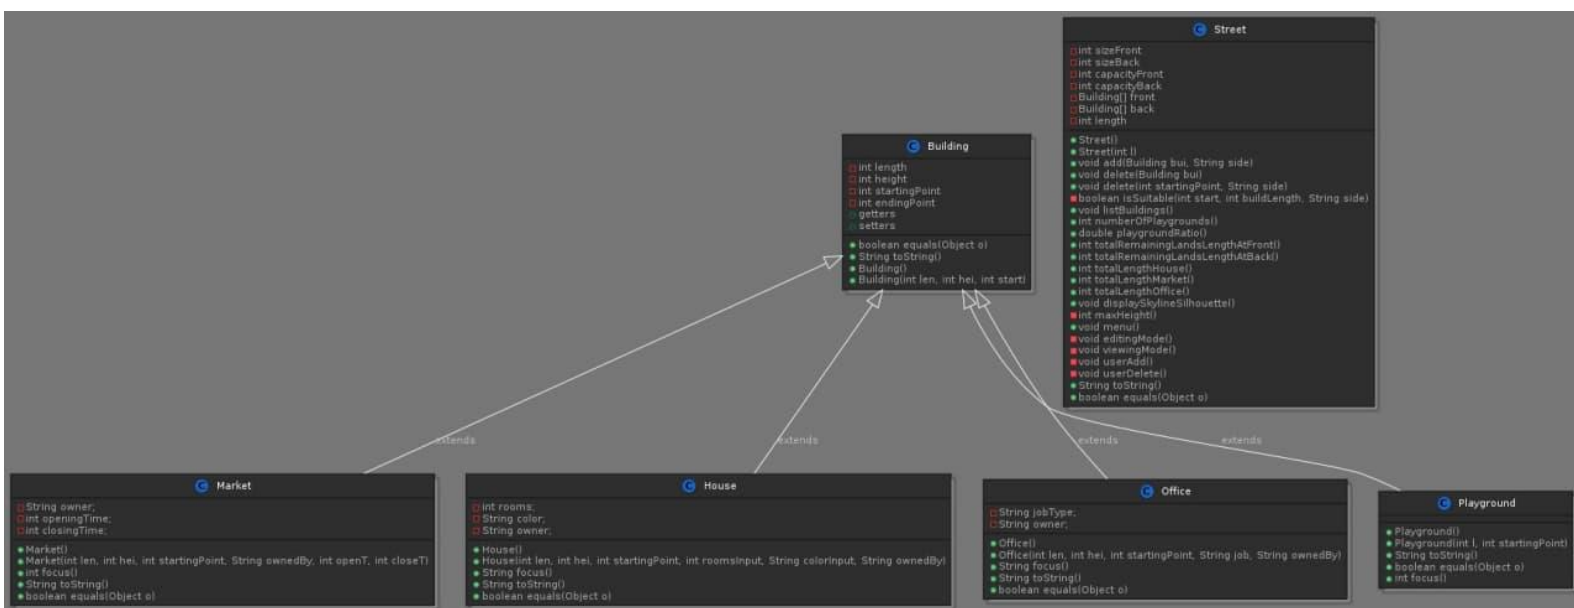 Street
int sizeFront
int sizeBack
int capacityFront
int capacityBack
Building[] front
Building[] back
int length
Street()
Street(int l)
void add(Building bui, String side)
void delete(Building bui)
void delete(int startingPoint, String side)
boolean isSuitable(int start, int buildLength, String side)
void listBuildings()
int numberOfPlaygrounds()
double playgroundRatio()
int totalRemainingLandsLengthAtFront()
int totalRemainingLandsLengthAtBack()
int totalLengthHouse()
int totalLengthMarket()
int totalLengthOffice()
void displaySkylineSilhouette()
int maxHeight()
void menu()
void editingMode()
void viewingMode()
void userAdd()
void userDelete()
String toString()
boolean equals(Object o)
Building
int length
int height
int startingPoint
int endingPoint
getters
setters
boolean equals(Object o)
String toString()
Building()
Building(int len, int hei, int start)
extends
extends
extends
extends
Market
String owner;
int openingTime;
int closingTime;
Market()
Market(int len, int hei, int startingPoint, String ownedBy, int openT, int closeT)
int focus()
String toString()
boolean equals(Object o)
House
int rooms;
String color;
String owner;
House()
House(int len, int hei, int startingPoint, int roomsInput, String colorInput, String ownedBy)
String focus()
String toString()
boolean equals(Object o)
Office
String jobType;
String owner;
Office()
Office(int len, int hei, int startingPoint, String job, String ownedBy)
String focus()
String toString()
boolean equals(Object o)
Playground
Playground()
Playground(int l, int startingPoint)
String toString()
boolean equals(Object o)
int focus()